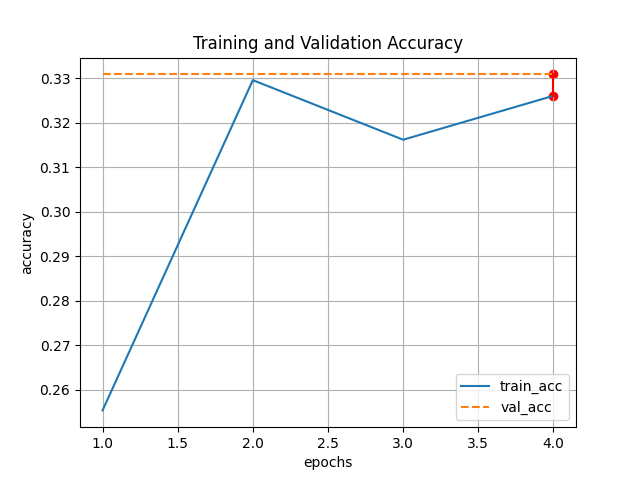 Training and Validation Accuracy
accuracy
0.33
0.32
0.31
0.30
0.29
0.28
0.27
0.26
1.0 1.5 2.0 2.5 3.0 3.5 4.0
epochs
train_acc
val_acc